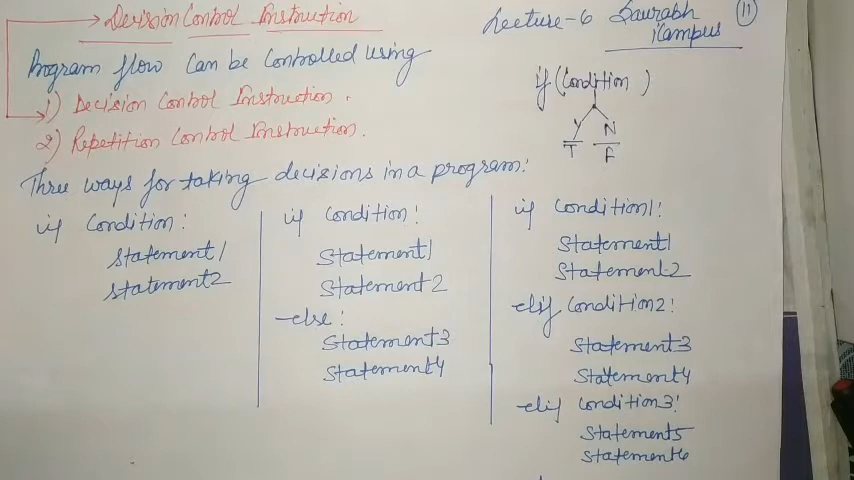 Decision Control Instruction
Lecture-6 Saurabh
Kampus
11
Program flow can be controlled using
1) Decision Control Instruction.
2) Repetition Control Instruction.
if (Condition )
Y N
T F
Three ways for taking decisions in a program:
if Condition:
statement1
statement2
if Condition:
Statement1
Statement2
else:
Statement3
Statement4
if Condition1:
Statement1
Statement2
elif Condition2:
Statement3
Statement4
elif Condition3:
Statement5
Statement6